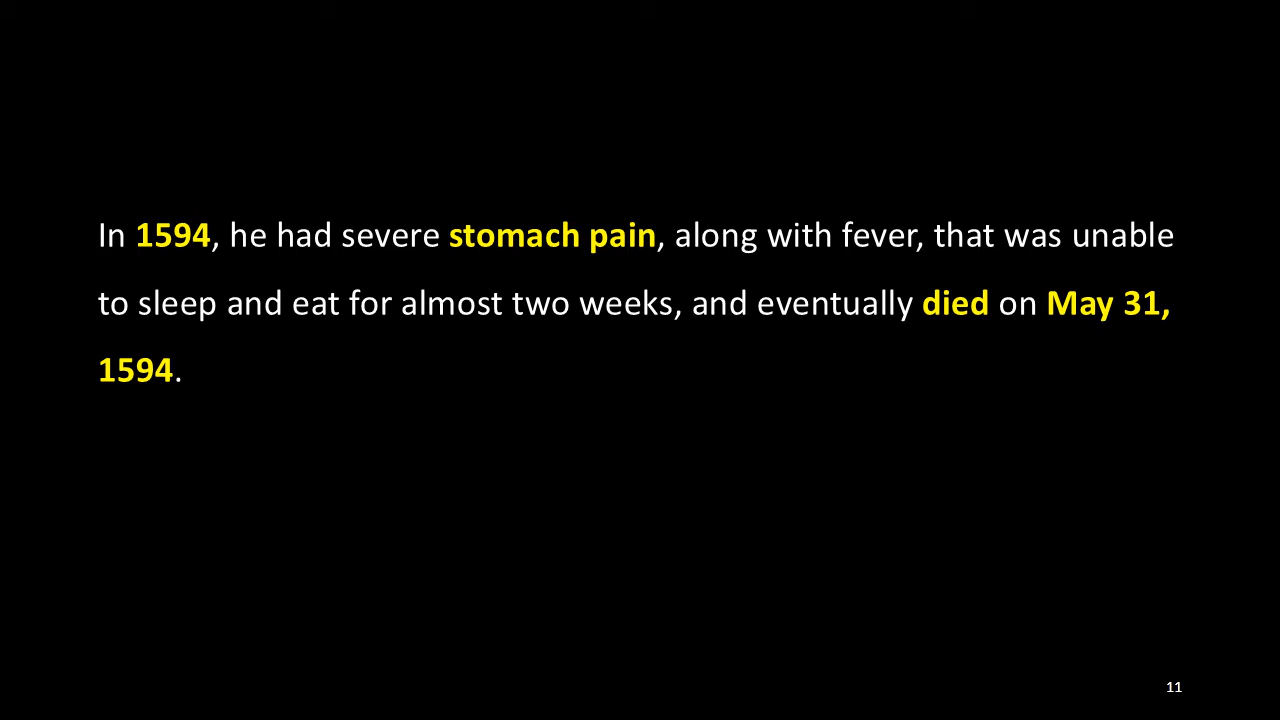 In 1594, he had severe stomach pain, along with fever, that was unable
to sleep and eat for almost two weeks, and eventually died on May 31,
1594.
11